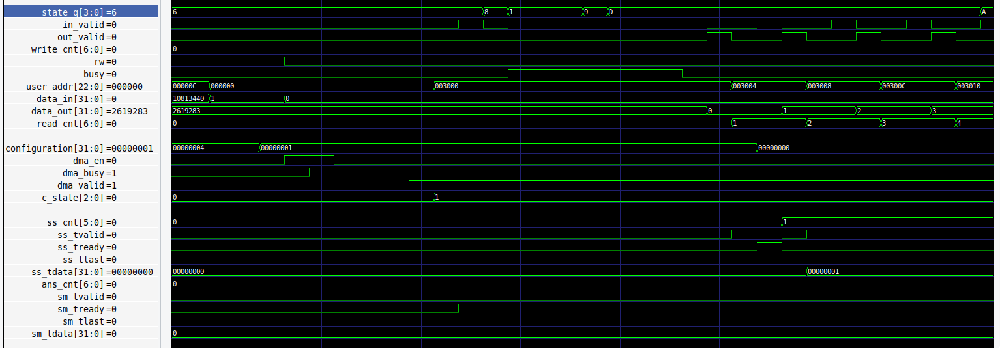 state_q[3:0]=6 6 8 1 9 D A
in_valid=0
out_valid=0
write_cnt[6:0]=0 0
rw=0
busy=0
user_addr[22:0]=000000 00000C 000000 003000 003004 003008 00300C 003010
data_in[31:0]=0 10813440 1 0
data_out[31:0]=2619283 2619283 0 1 2 3
read_cnt[6:0]=0 0 1 2 3 4
configuration[31:0]=00000001 00000004 00000001 00000000
dma_en=0
dma_busy=1
dma_valid=1
c_state[2:0]=0 0 1
ss_cnt[5:0]=0 0 1
ss_tvalid=0
ss_tready=0
ss_tlast=0
ss_tdata[31:0]=00000000 00000000 00000001
ans_cnt[6:0]=0 0
sm_tvalid=0
sm_tready=0
sm_tlast=0
sm_tdata[31:0]=0 0